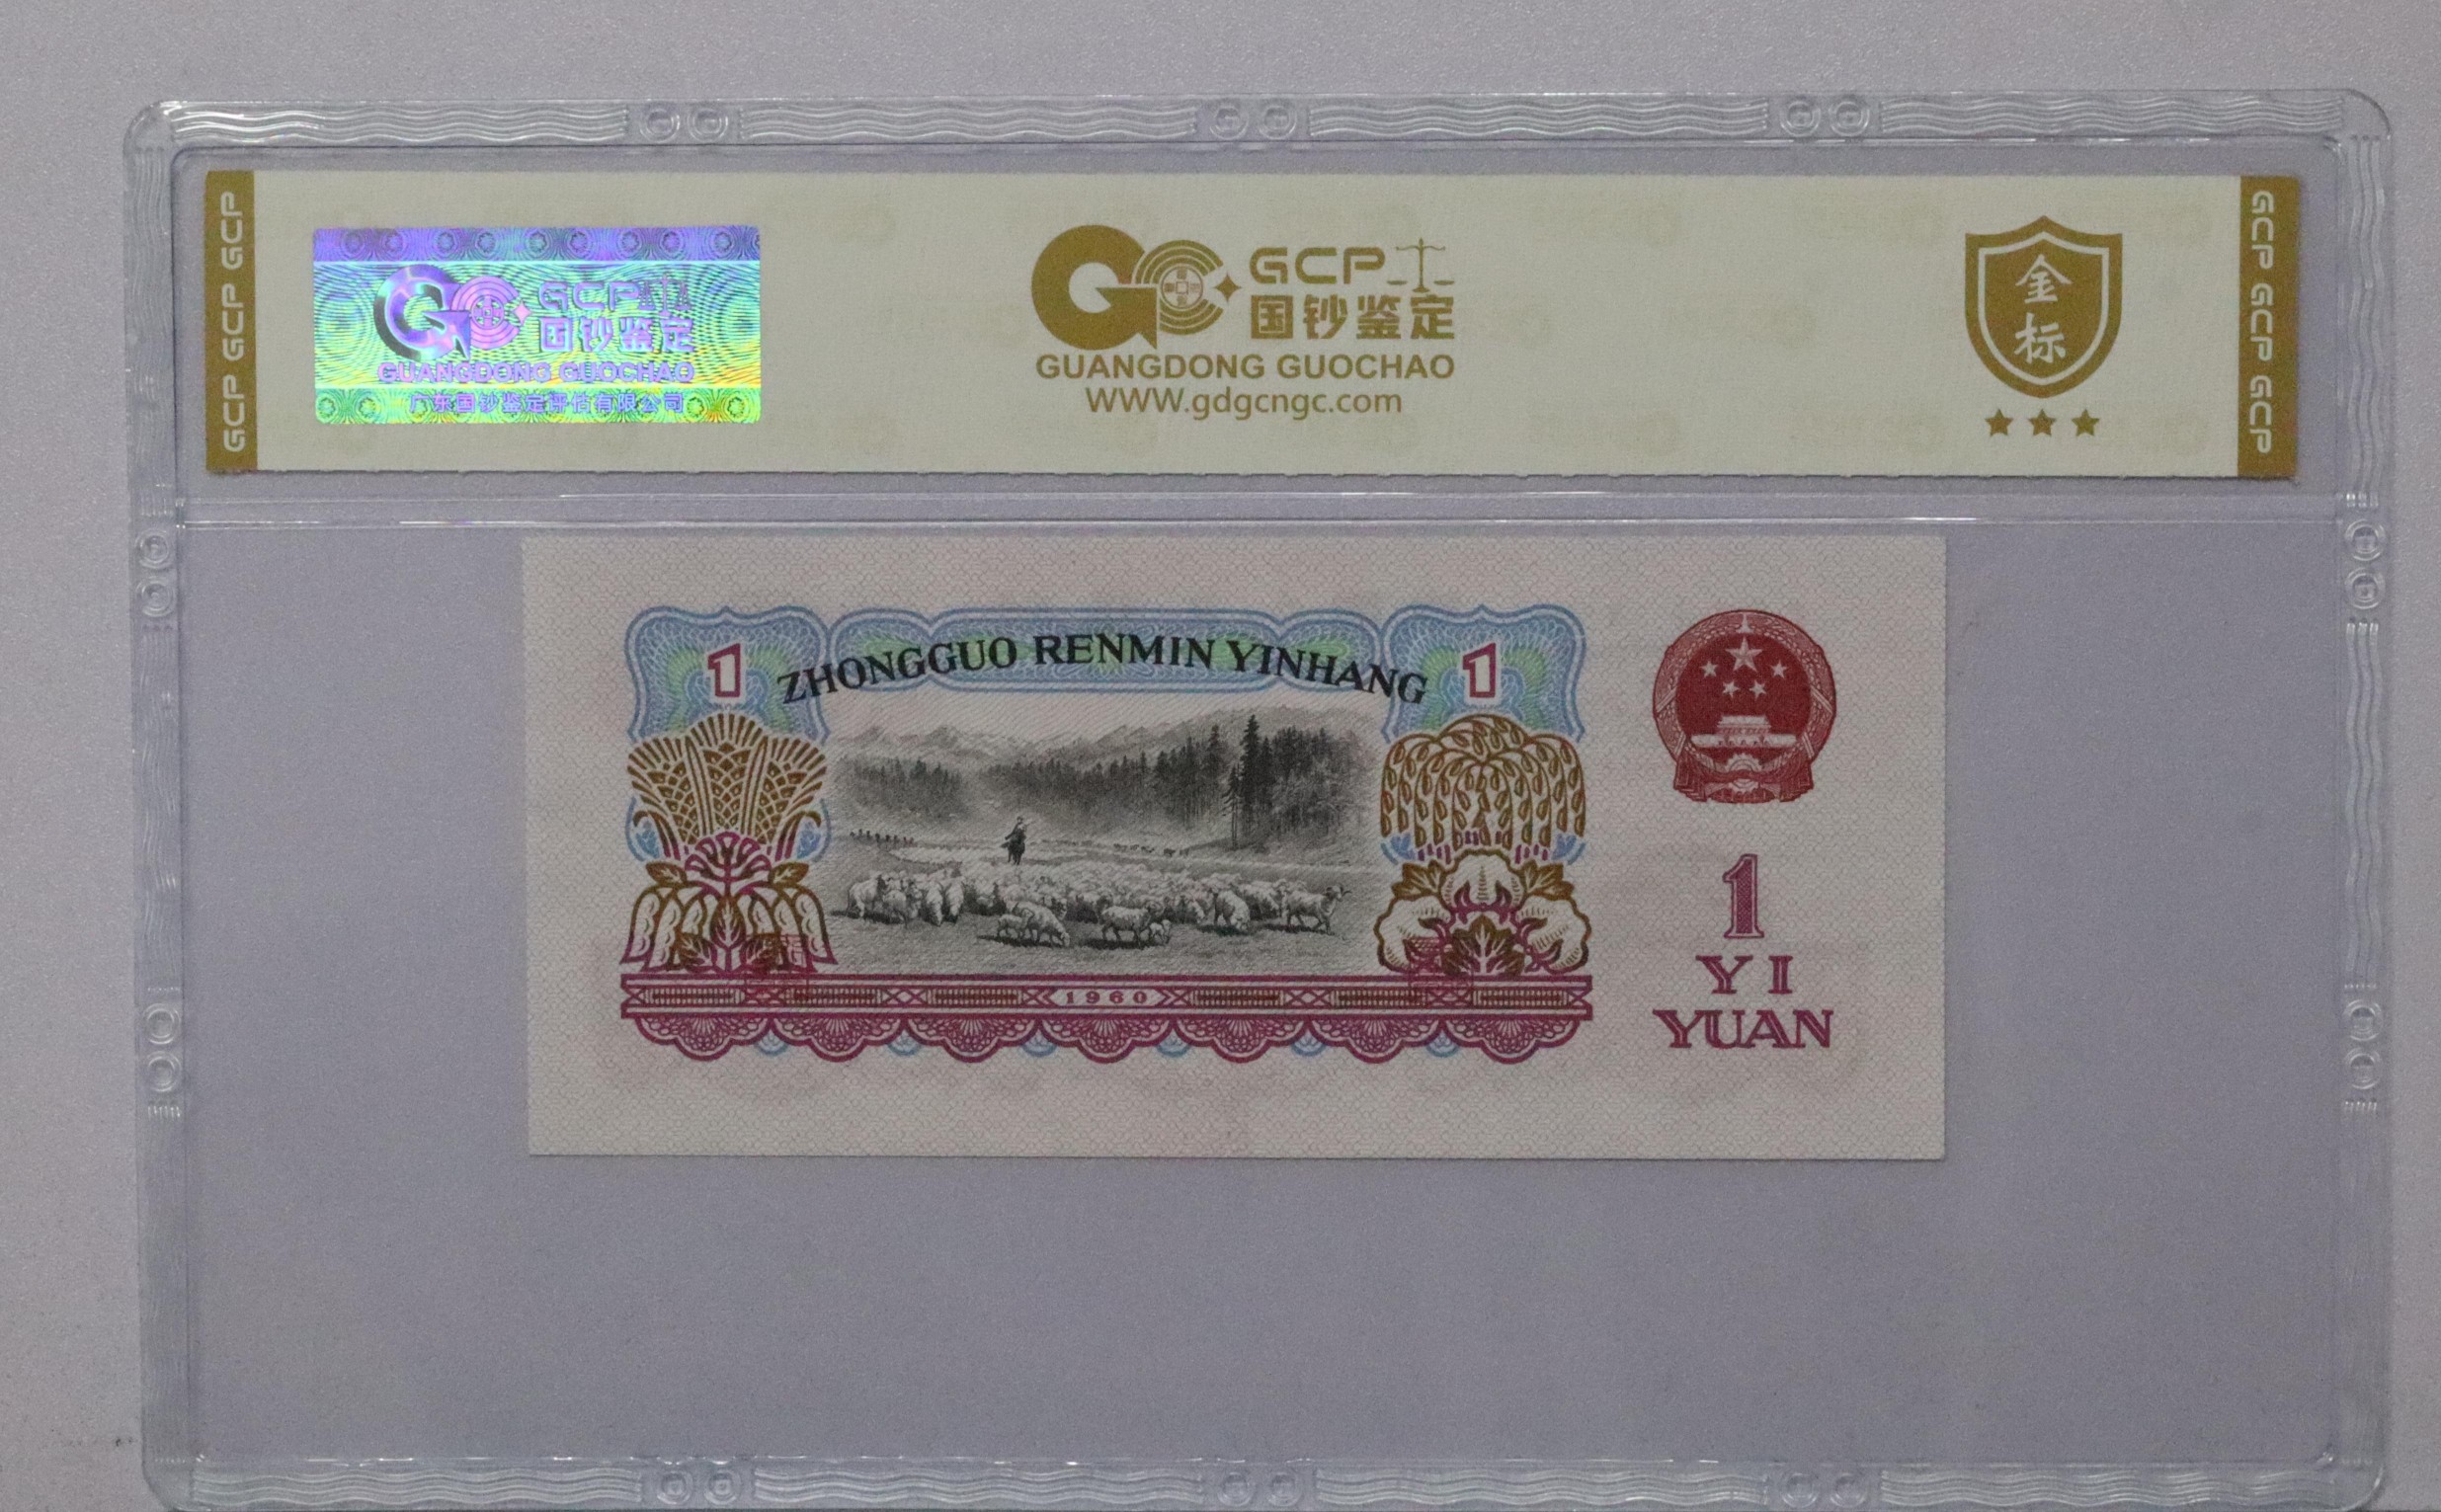 GCP GCP GCP
GCP
国钞鉴定
GUANGDONG GUOCHAO
广东国钞鉴定评估有限公司
GC GCP
国钞鉴定
GUANGDONG GUOCHAO
WWW.gdgcngc.com
金
标
GCP GCP GCP
1
ZHONGGUO RENMIN YINHANG
1
1960
1
YI
YUAN